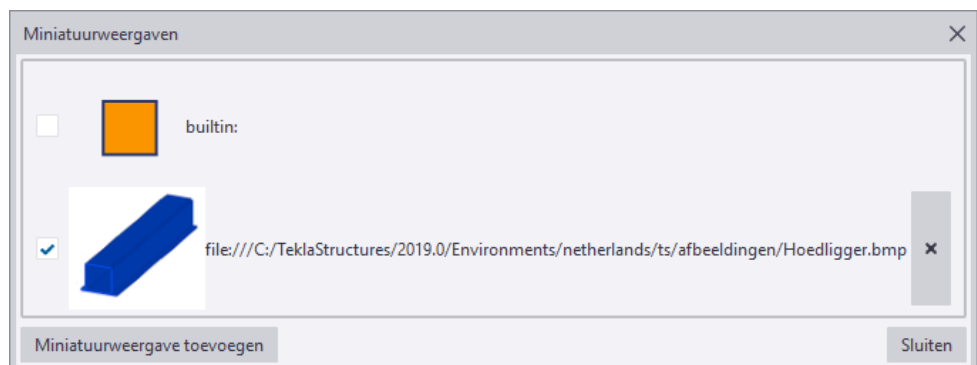 Miniatuurweergaven
builtin:
file:///C:/TeklaStructures/2019.0/Environments/netherlands/ts/afbeeldingen/Hoedligger.bmp
Miniatuurweergave toevoegen
Sluiten